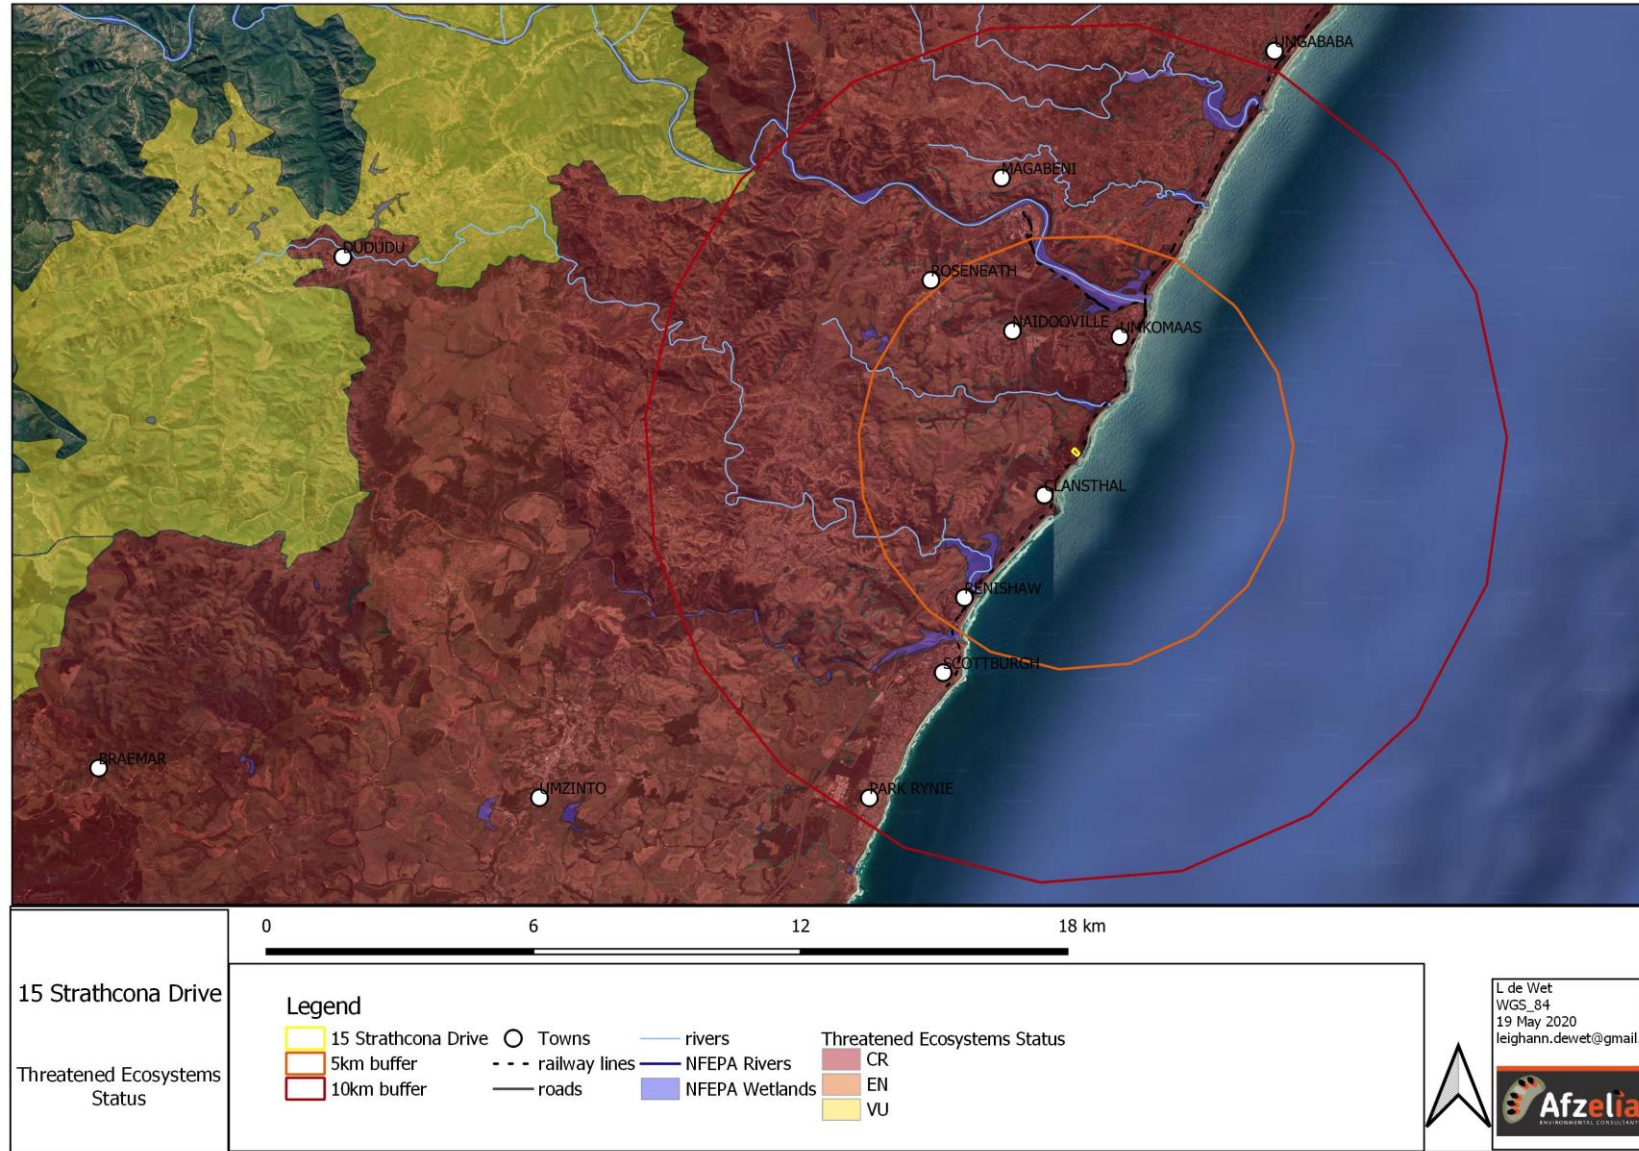 UMGABABA
MAGABENI
DUDUDU
ROSENEATH
NAIDOOVILLE
UMKOMAAS
CLANSTHAL
RENISHAW
SCOTTBURGH
BRAEMAR
UMZINTO
PARK RYNIE
0 6 12 18 km
15 Strathcona Drive
Threatened Ecosystems
Status
Legend
15 Strathcona Drive
5km buffer
10km buffer
Towns
railway lines
roads
rivers
NFEPA Rivers
NFEPA Wetlands
Threatened Ecosystems Status
CR
EN
VU
L de Wet
WGS_84
19 May 2020
leighann.dewet@gmail.
Afzelia
ENVIRONMENTAL CONSULTANT